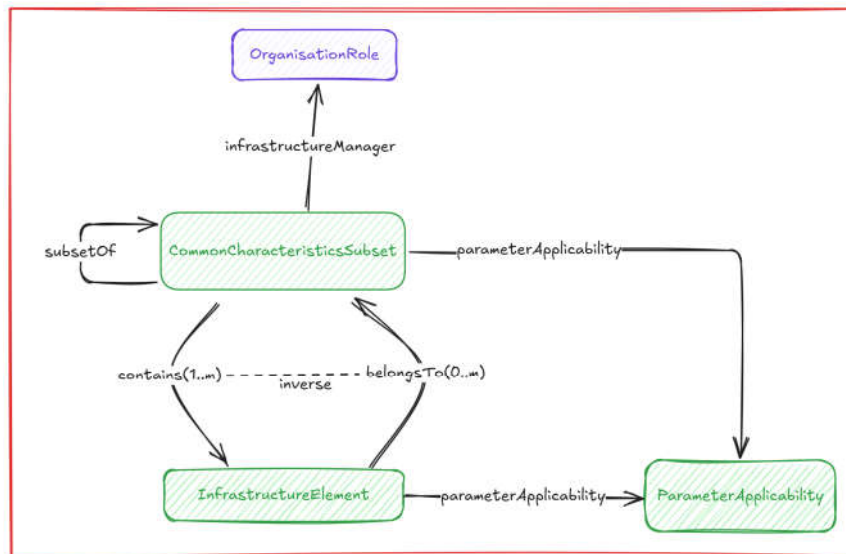 OrganisationRole
infrastructureManager
subsetOf
CommonCharacteristicsSubset
parameterApplicability
contains(1..m)
inverse
belongsTo(0..m)
InfrastructureElement
parameterApplicability
ParameterApplicability